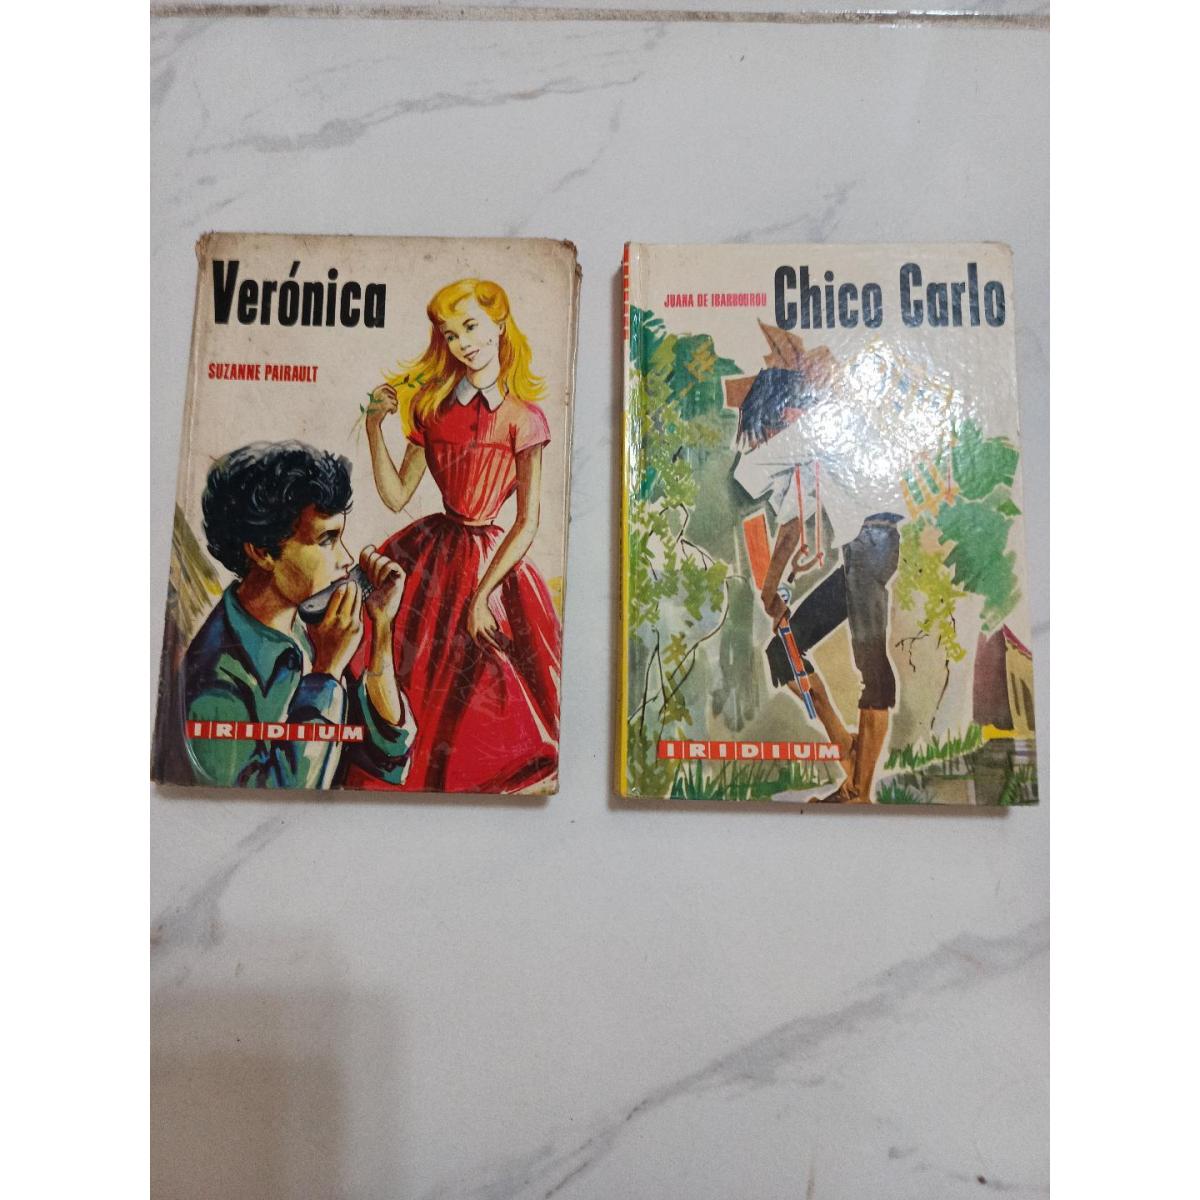 Verónica
SUZANNE PAIRAULT
IRIDIUM
JUANA DE IBARBOUROU
Chico Carlo
IRIDIUM